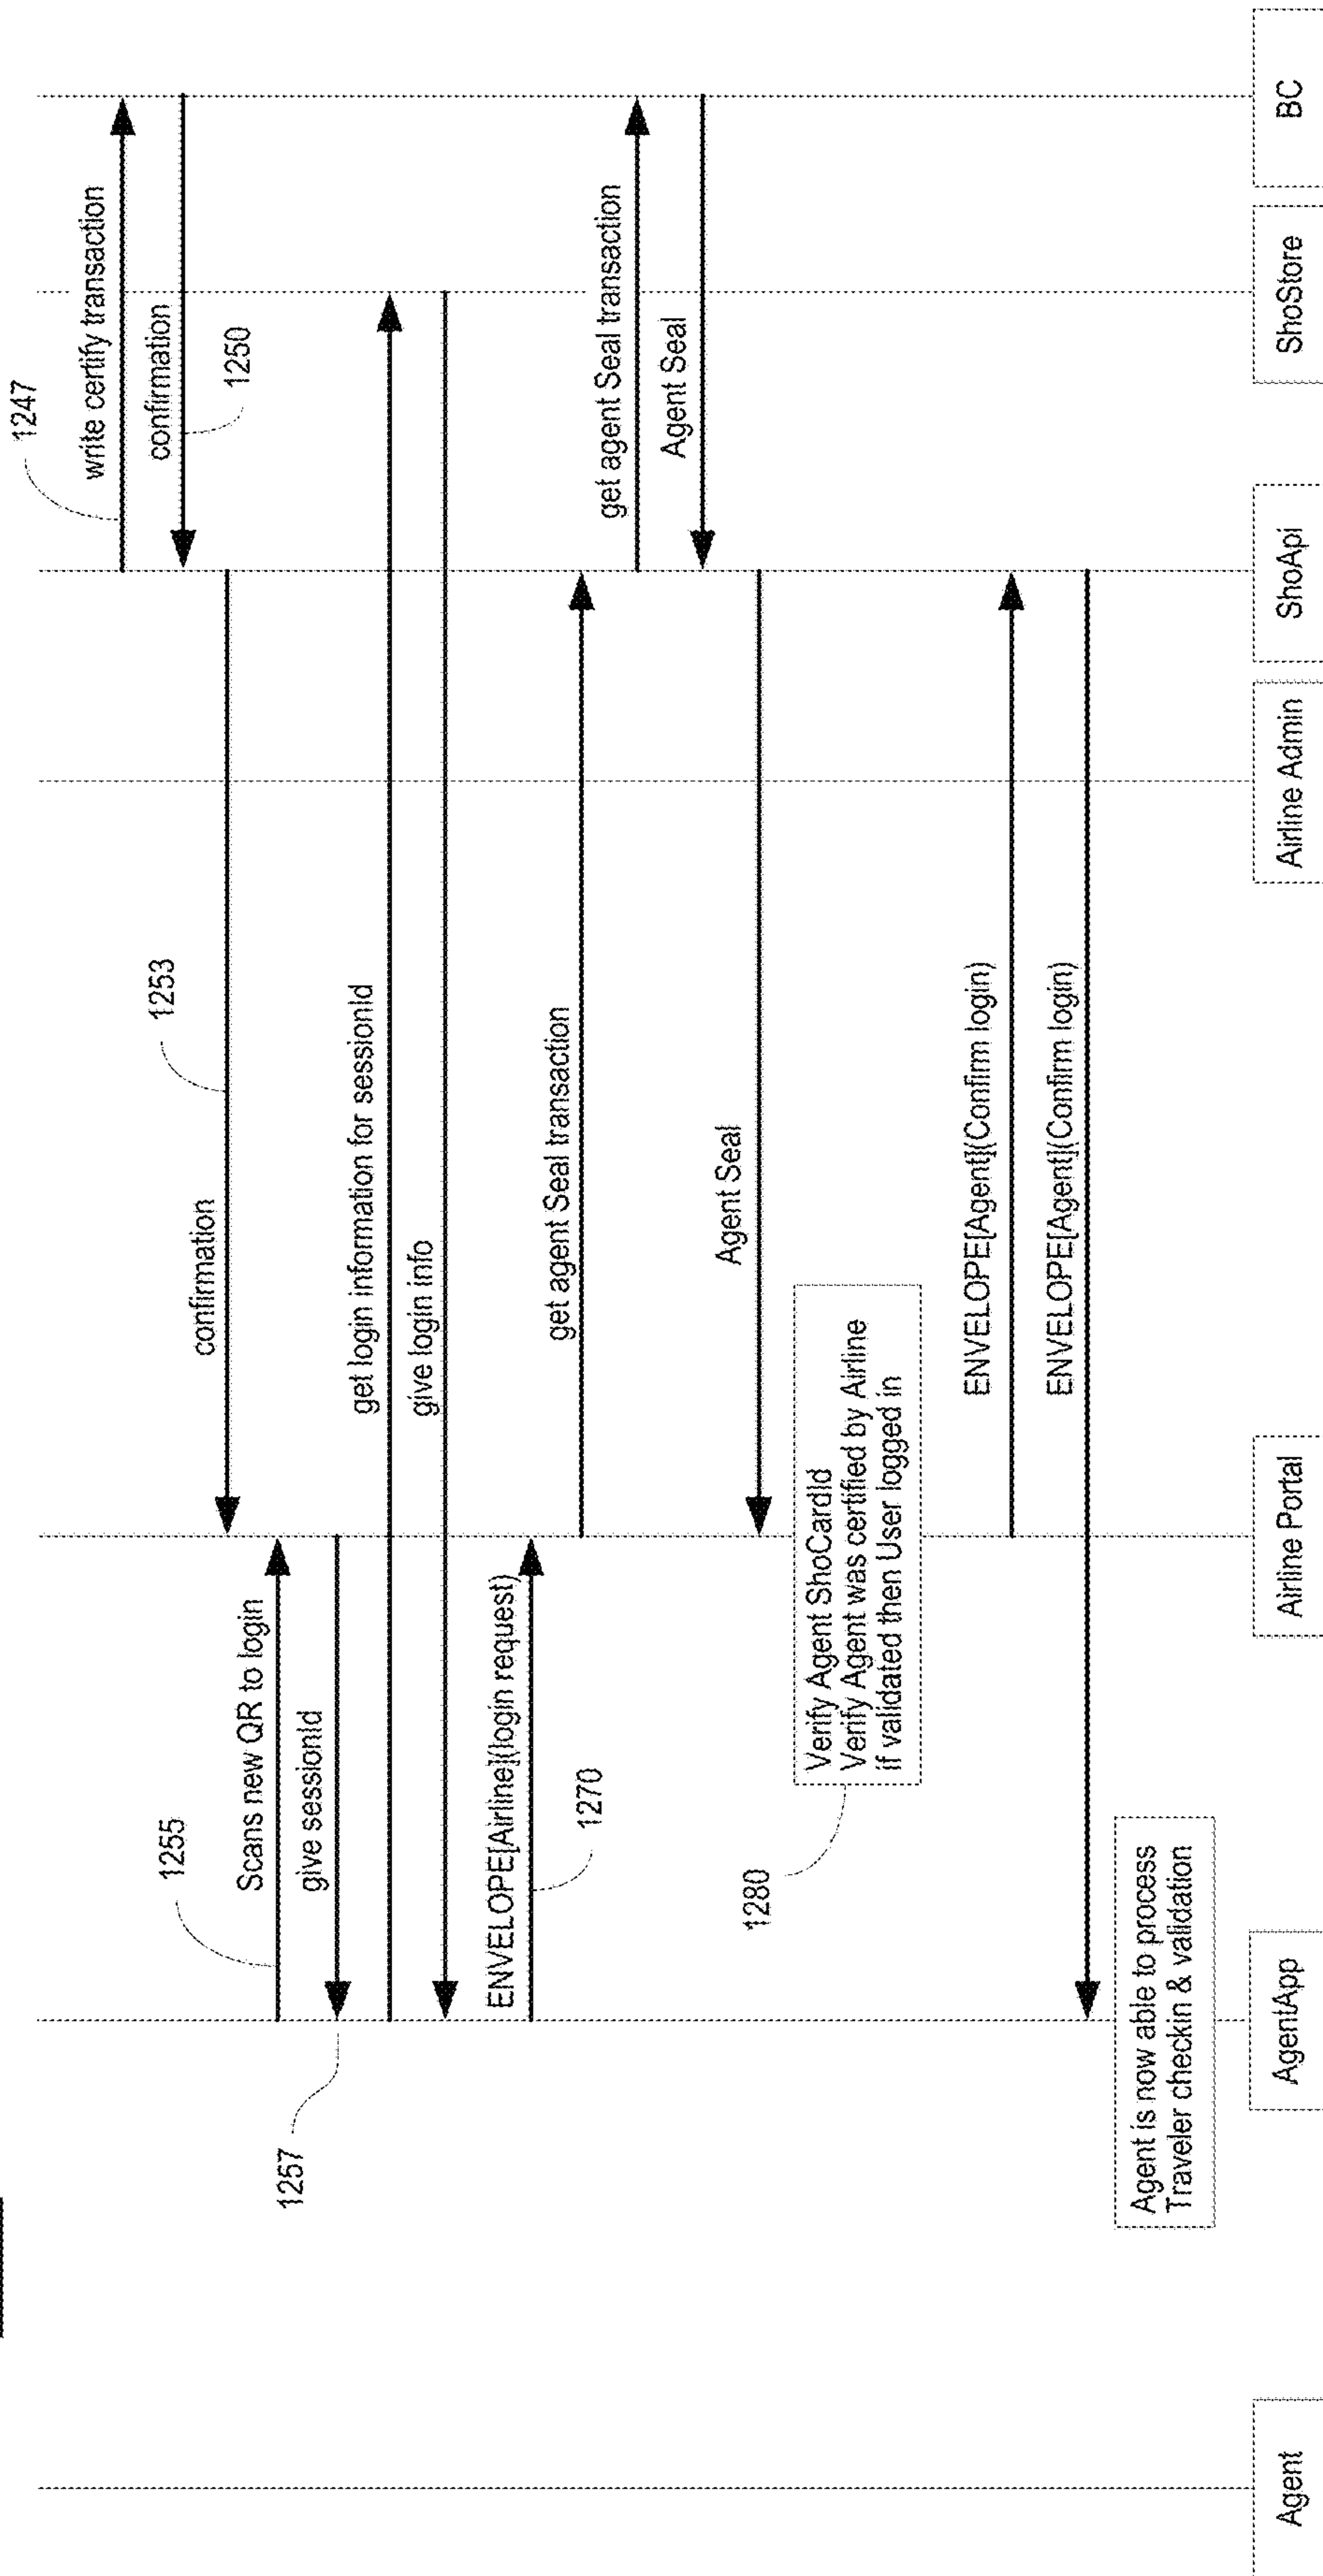 1247
write certify transaction
confirmation
1250
1253
confirmation
1255
Scans new QR to login
give sessionId
1257
get login information for sessionId
give login info
ENVELOPE[Airline](login request)
1270
get agent Seal transaction
get agent Seal transaction
Agent Seal
Agent Seal
1280
Verify Agent ShoCardId
Verify Agent was certified by Airline
if validated then User logged in
ENVELOPE[Agent](Confirm login)
ENVELOPE[Agent](Confirm login)
Agent is now able to process
Traveler checkin & validation
Agent
AgentApp
Airline Portal
Airline Admin
ShoApi
ShoStore
BC